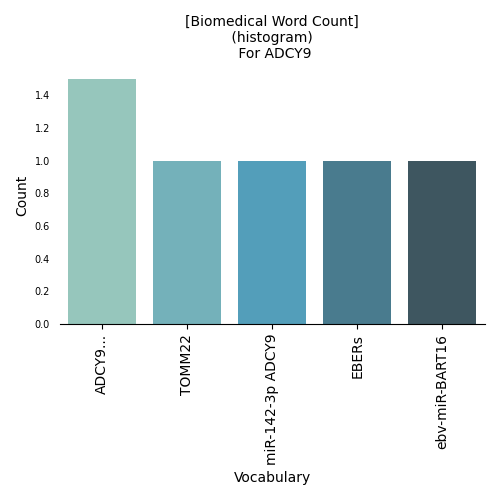 [Biomedical Word Count]
(histogram)
For ADCY9
Count
1.4
1.2
1.0
0.8
0.6
0.4
0.2
0.0
ADCY9...
TOMM22
miR-142-3p ADCY9
EBERs
ebv-miR-BART16
Vocabulary